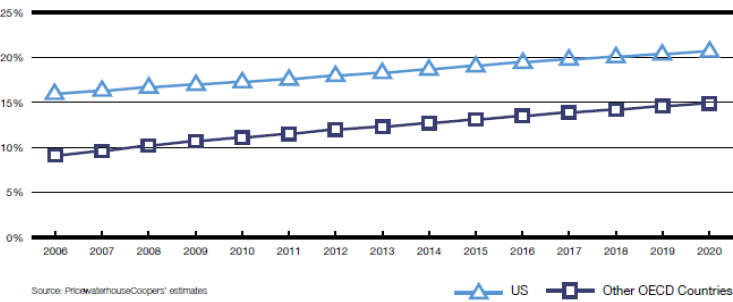 25%
20%
15%
10%
5%
0%
2006 2007 2008 2009 2010 2011 2012 2013 2014 2015 2016 2017 2018 2019 2020
Source: PricewaterhouseCoopers' estimates
US Other OECD Countries